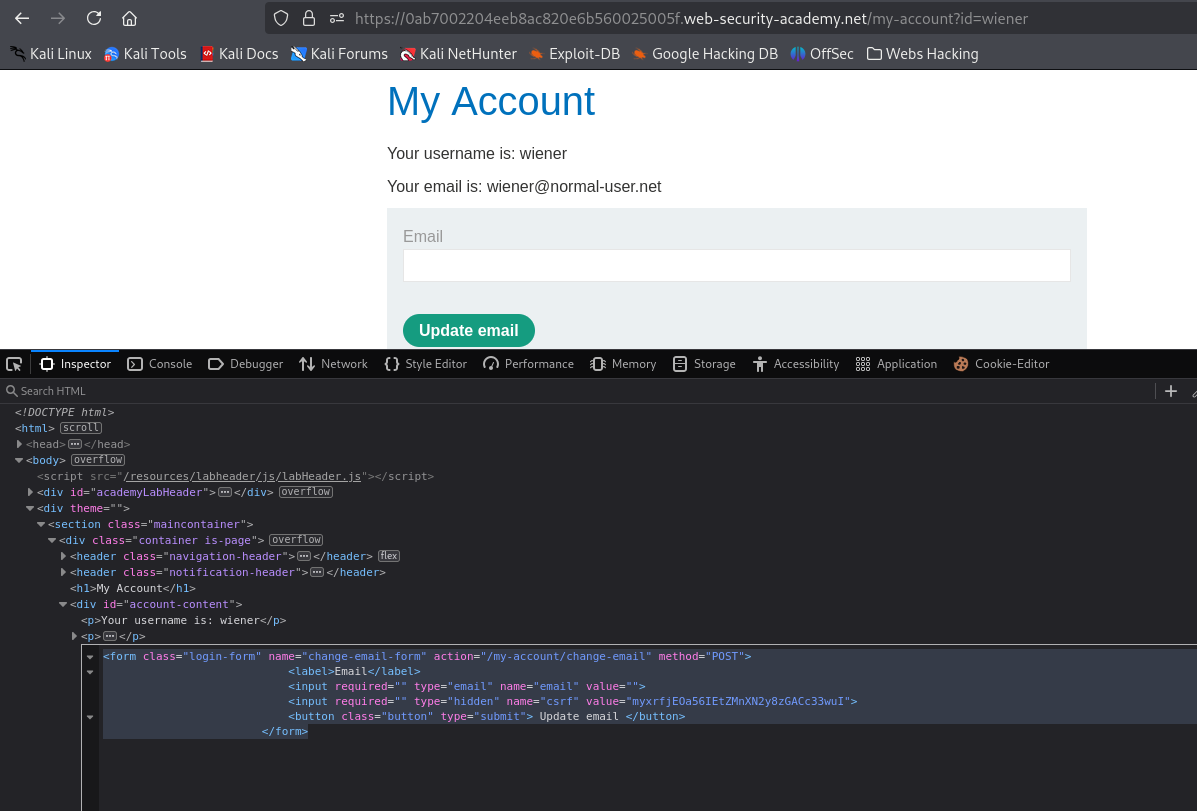 https://0ab7002204eeb8ac820e6b560025005f.web-security-academy.net/my-account?id=wiener
Kali Linux Kali Tools Kali Docs Kali Forums Kali NetHunter Exploit-DB Google Hacking DB OffSec Webs Hacking
My Account
Your username is: wiener
Your email is: wiener@normal-user.net
Email
Update email
Inspector Console Debugger Network Style Editor Performance Memory Storage Accessibility Application Cookie-Editor
Search HTML
<!DOCTYPE html>
<html> scroll
<head> ··· </head>
<body> overflow
<script src="/resources/labheader/js/labHeader.js"></script>
<div id="academyLabHeader"> ··· </div> overflow
<div theme="">
<section class="maincontainer">
<div class="container is-page"> overflow
<header class="navigation-header"> ··· </header> flex
<header class="notification-header"> ··· </header>
<h1>My Account</h1>
<div id="account-content">
<p>Your username is: wiener</p>
<p> ··· </p>
<form class="login-form" name="change-email-form" action="/my-account/change-email" method="POST">
<label>Email</label>
<input required="" type="email" name="email" value="">
<input required="" type="hidden" name="csrf" value="myxrfjEOa56IEtZMnXN2y8zGACc33wuI">
<button class="button" type="submit"> Update email </button>
</form>